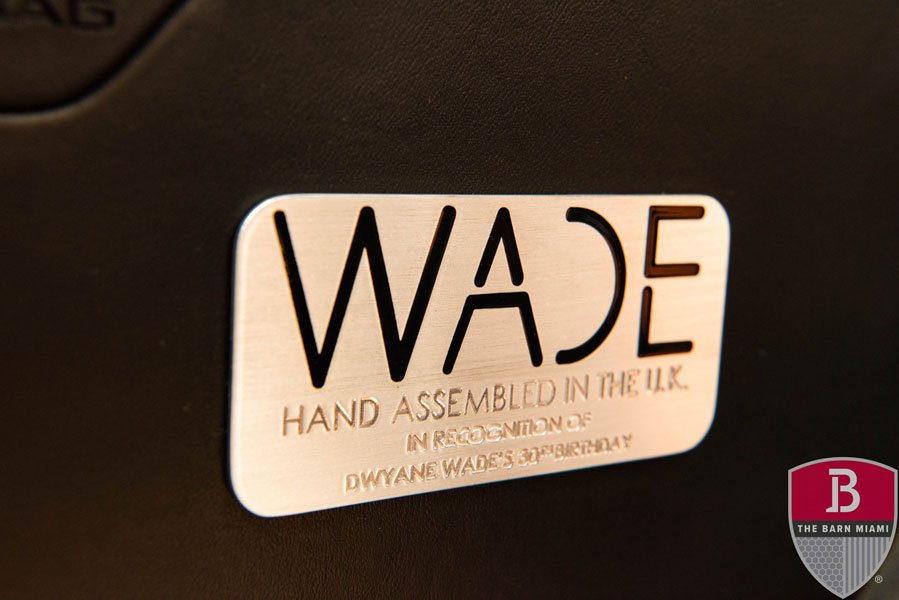 WADE
HAND ASSEMBLED IN THE U.K.
IN RECOGNITION OF
DWYANE WADE'S 30TH BIRTHDAY
B
THE BARN MIAMI
®